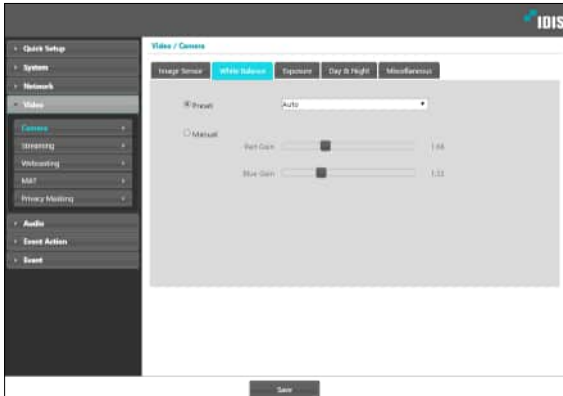 IDIS
Quick Setup
System
Network
Video
Camera
Streaming
Webcasting
MAT
Privacy Masking
Audio
Event Action
Event
Video / Camera
Image Sensor White Balance Exposure Day & Night Miscellaneous
Preset Auto
Manual
Red Gain
Blue Gain
Save